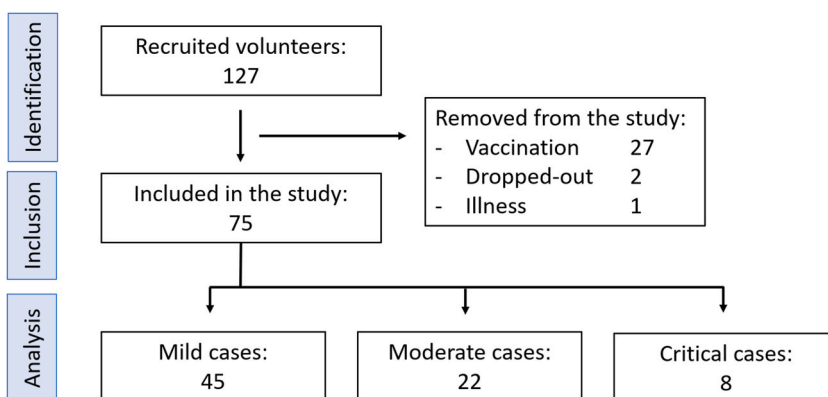 Identification
Recruited volunteers:
127
Removed from the study:
- Vaccination 27
- Dropped-out 2
- Illness 1
Inclusion
Included in the study:
75
Analysis
Mild cases:
45
Moderate cases:
22
Critical cases:
8